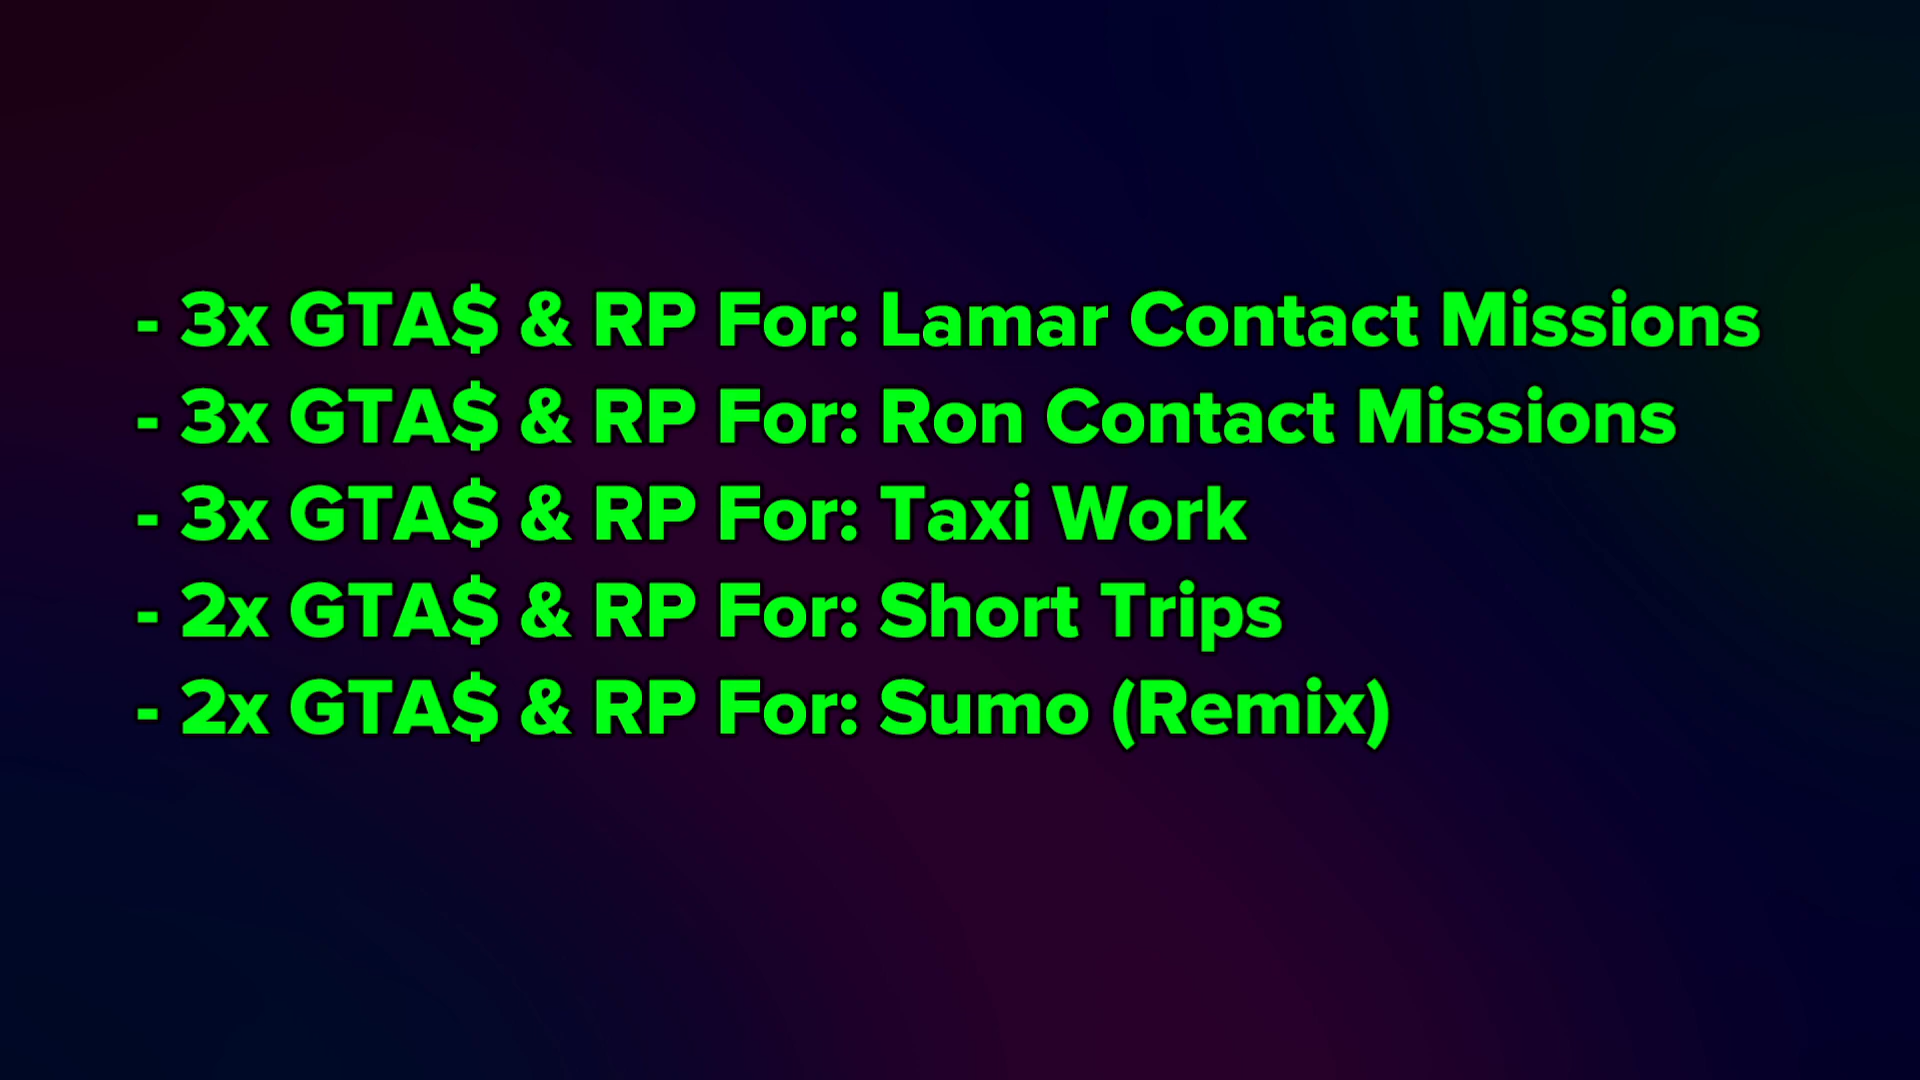 - 3x GTA$ & RP For: Lamar Contact Missions
- 3x GTA$ & RP For: Ron Contact Missions
- 3x GTA$ & RP For: Taxi Work
- 2x GTA$ & RP For: Short Trips
- 2x GTA$ & RP For: Sumo (Remix)